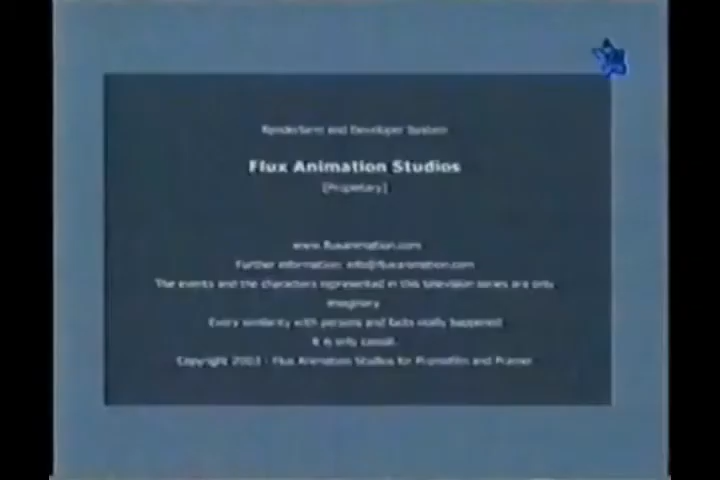 Renderfarm and Developer System
Flux Animation Studios
[Proprietary]
www.fluxanimation.com
Further information: info@fluxanimation.com
The events and the characters represented in this television series are only
imaginary
Every similarity with persons and facts really happened
it is only casual.
Copyright 2003 - Flux Animation Studios for Promofilm and